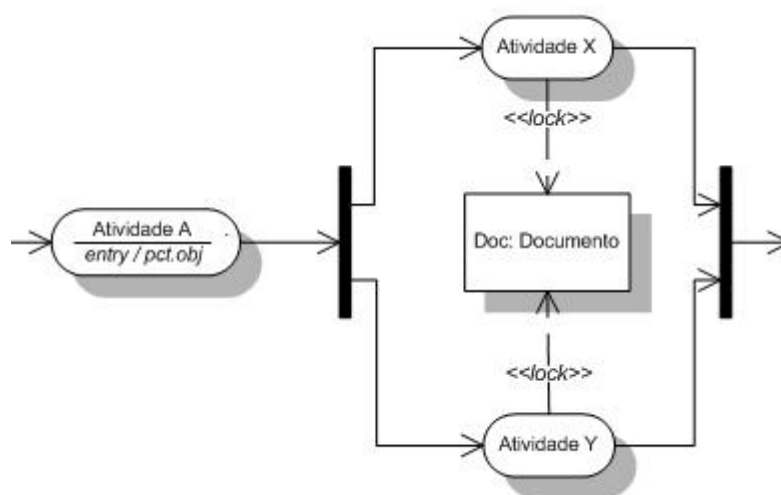 Atividade X
<<lock>>
Atividade A
entry / pct.obj
Doc: Documento
<<lock>>
Atividade Y